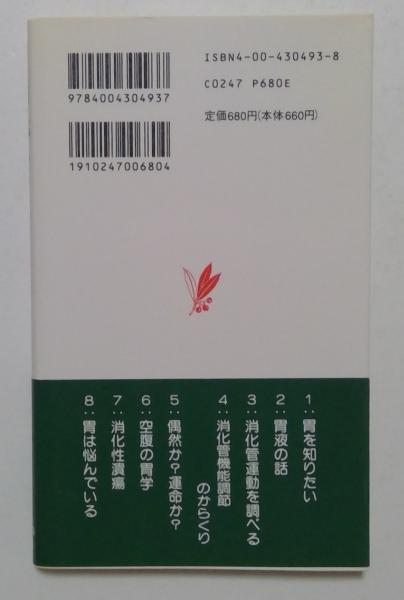 ISBN4-00-430493-8
C0247 P680E
定価680円(本体660円)
9784004304937
1910247006804
1:胃を知りたい
2:胃液の話
3:消化管運動を調べる
4:消化管機能調節
のからくり
5:偶然か?運命か?
6:空腹の胃学
7:消化性潰瘍
8:胃は悩んでいる